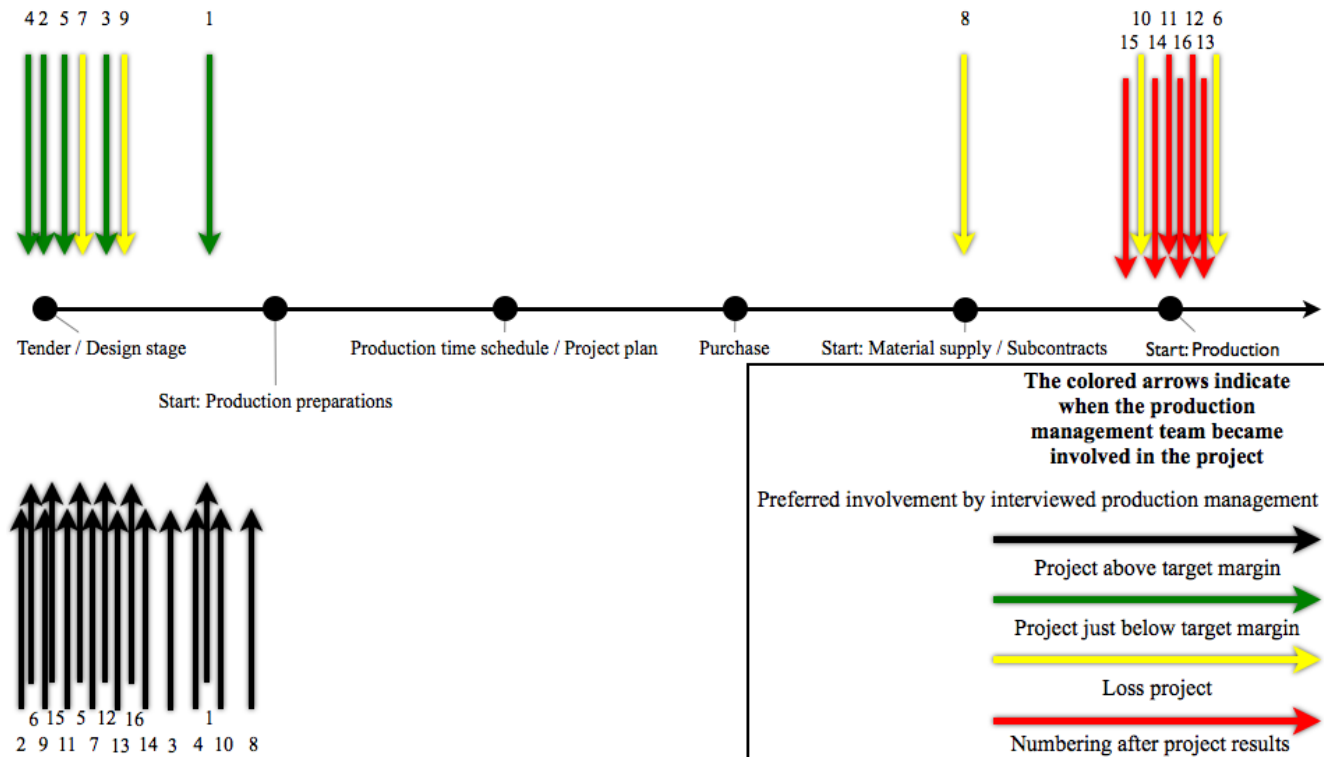 4 2 5 7 3 9 1 8 10 11 12 6
15 14 16 13
Tender / Design stage
Production time schedule / Project plan
Purchase
Start: Material supply / Subcontracts
Start: Production
Start: Production preparations
The colored arrows indicate
when the production
management team became
involved in the project
Preferred involvement by interviewed production management
Project above target margin
Project just below target margin
Loss project
Numbering after project results
6 15 5 12 16 1
2 9 11 7 13 14 3 4 10 8